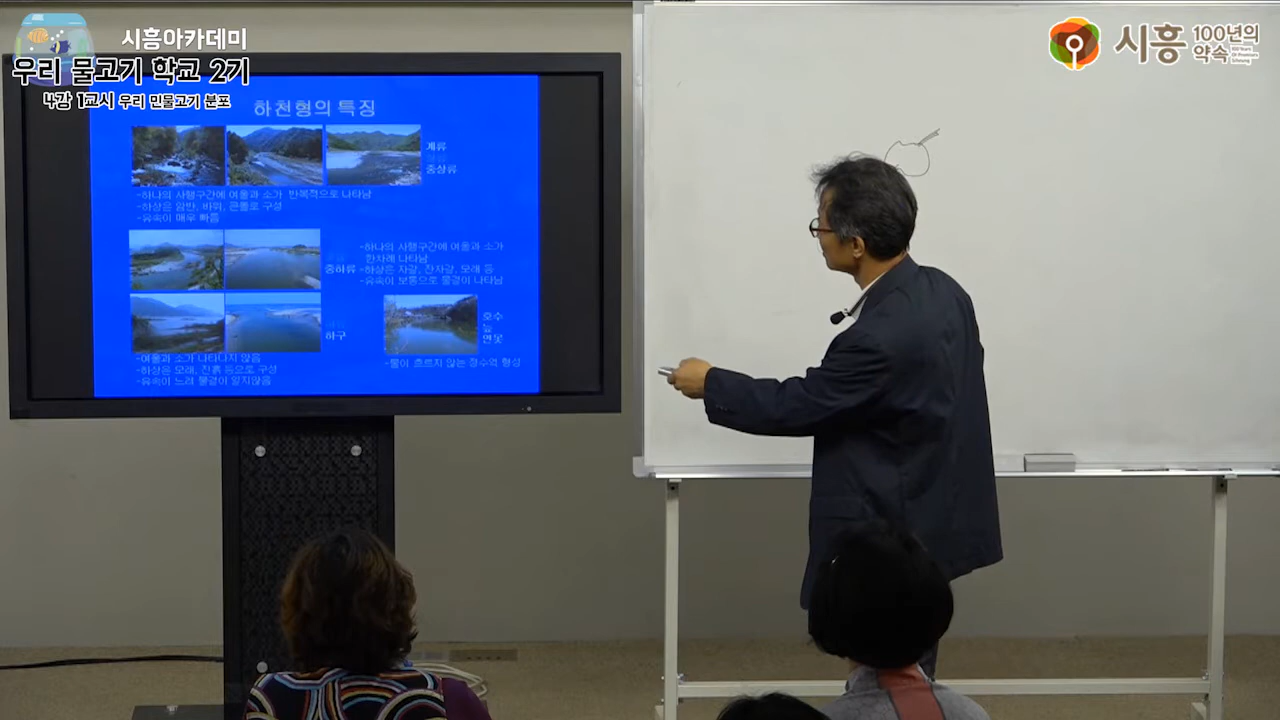 시흥아카데미
우리 물고기 학교 2기
4강 1교시 우리 민물고기 분포
시흥 100년의 약속
하천형의 특징
계류
중상류
-하나의 사행구간에 여울과 소가 반복적으로 나타남
-하상은 암반, 바위, 큰돌로 구성
-유속이 매우 빠름
중하류
-하나의 사행구간에 여울과 소가
한차례 나타남
-하상은 자갈, 잔자갈, 모래 등
-유속이 보통으로 물결이 나타남
하구
-여울과 소가 나타나지 않음
-하상은 모래, 진흙 등으로 구성
-유속이 느려 물결이 일지않음
호수
늪
연못
-물이 흐르지 않는 정수역 형성